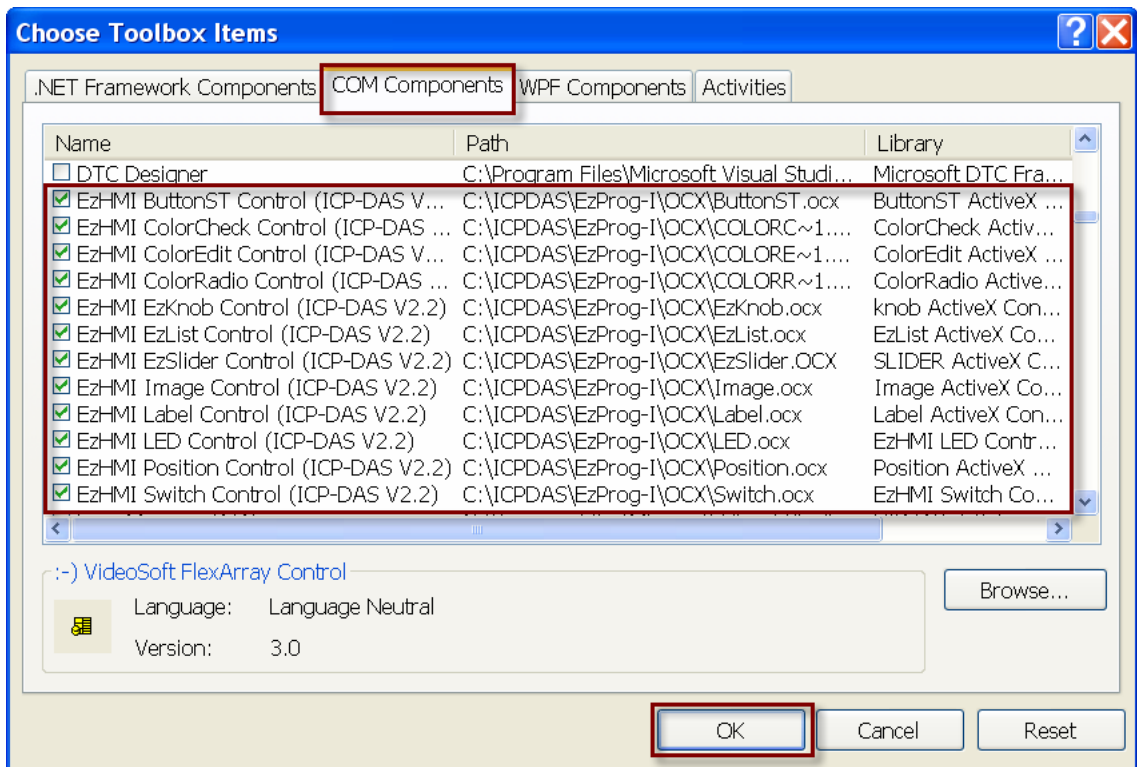 Choose Toolbox Items
.NET Framework Components COM Components WPF Components Activities
Name Path Library
DTC Designer C:\Program Files\Microsoft Visual Studi... Microsoft DTC Fra...
EzHMI ButtonST Control (ICP-DAS V... C:\ICPDAS\EzProg-I\OCX\ButtonST.ocx ButtonST ActiveX ...
EzHMI ColorCheck Control (ICP-DAS ... C:\ICPDAS\EzProg-I\OCX\COLORC~1.... ColorCheck Activ...
EzHMI ColorEdit Control (ICP-DAS V... C:\ICPDAS\EzProg-I\OCX\COLORE~1.... ColorEdit ActiveX ...
EzHMI ColorRadio Control (ICP-DAS ... C:\ICPDAS\EzProg-I\OCX\COLORR~1.... ColorRadio Active...
EzHMI EzKnob Control (ICP-DAS V2.2) C:\ICPDAS\EzProg-I\OCX\EzKnob.ocx knob ActiveX Con...
EzHMI EzList Control (ICP-DAS V2.2) C:\ICPDAS\EzProg-I\OCX\EzList.ocx EzList ActiveX Co...
EzHMI EzSlider Control (ICP-DAS V2.2) C:\ICPDAS\EzProg-I\OCX\EzSlider.OCX SLIDER ActiveX C...
EzHMI Image Control (ICP-DAS V2.2) C:\ICPDAS\EzProg-I\OCX\Image.ocx Image ActiveX Co...
EzHMI Label Control (ICP-DAS V2.2) C:\ICPDAS\EzProg-I\OCX\Label.ocx Label ActiveX Con...
EzHMI LED Control (ICP-DAS V2.2) C:\ICPDAS\EzProg-I\OCX\LED.ocx EzHMI LED Contr...
EzHMI Position Control (ICP-DAS V2.2) C:\ICPDAS\EzProg-I\OCX\Position.ocx Position ActiveX ...
EzHMI Switch Control (ICP-DAS V2.2) C:\ICPDAS\EzProg-I\OCX\Switch.ocx EzHMI Switch Co...
:-) VideoSoft FlexArray Control
Language: Language Neutral
Version: 3.0
Browse...
OK Cancel Reset